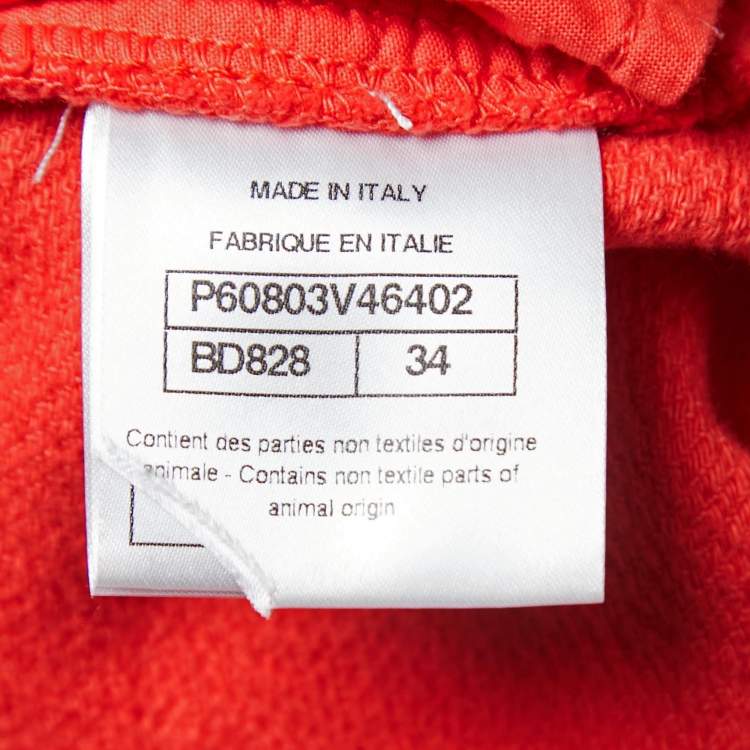 MADE IN ITALY
FABRIQUE EN ITALIE
P60803V46402
BD828 34
Contient des parties non textiles d'origine
animale - Contains non textile parts of
animal origin